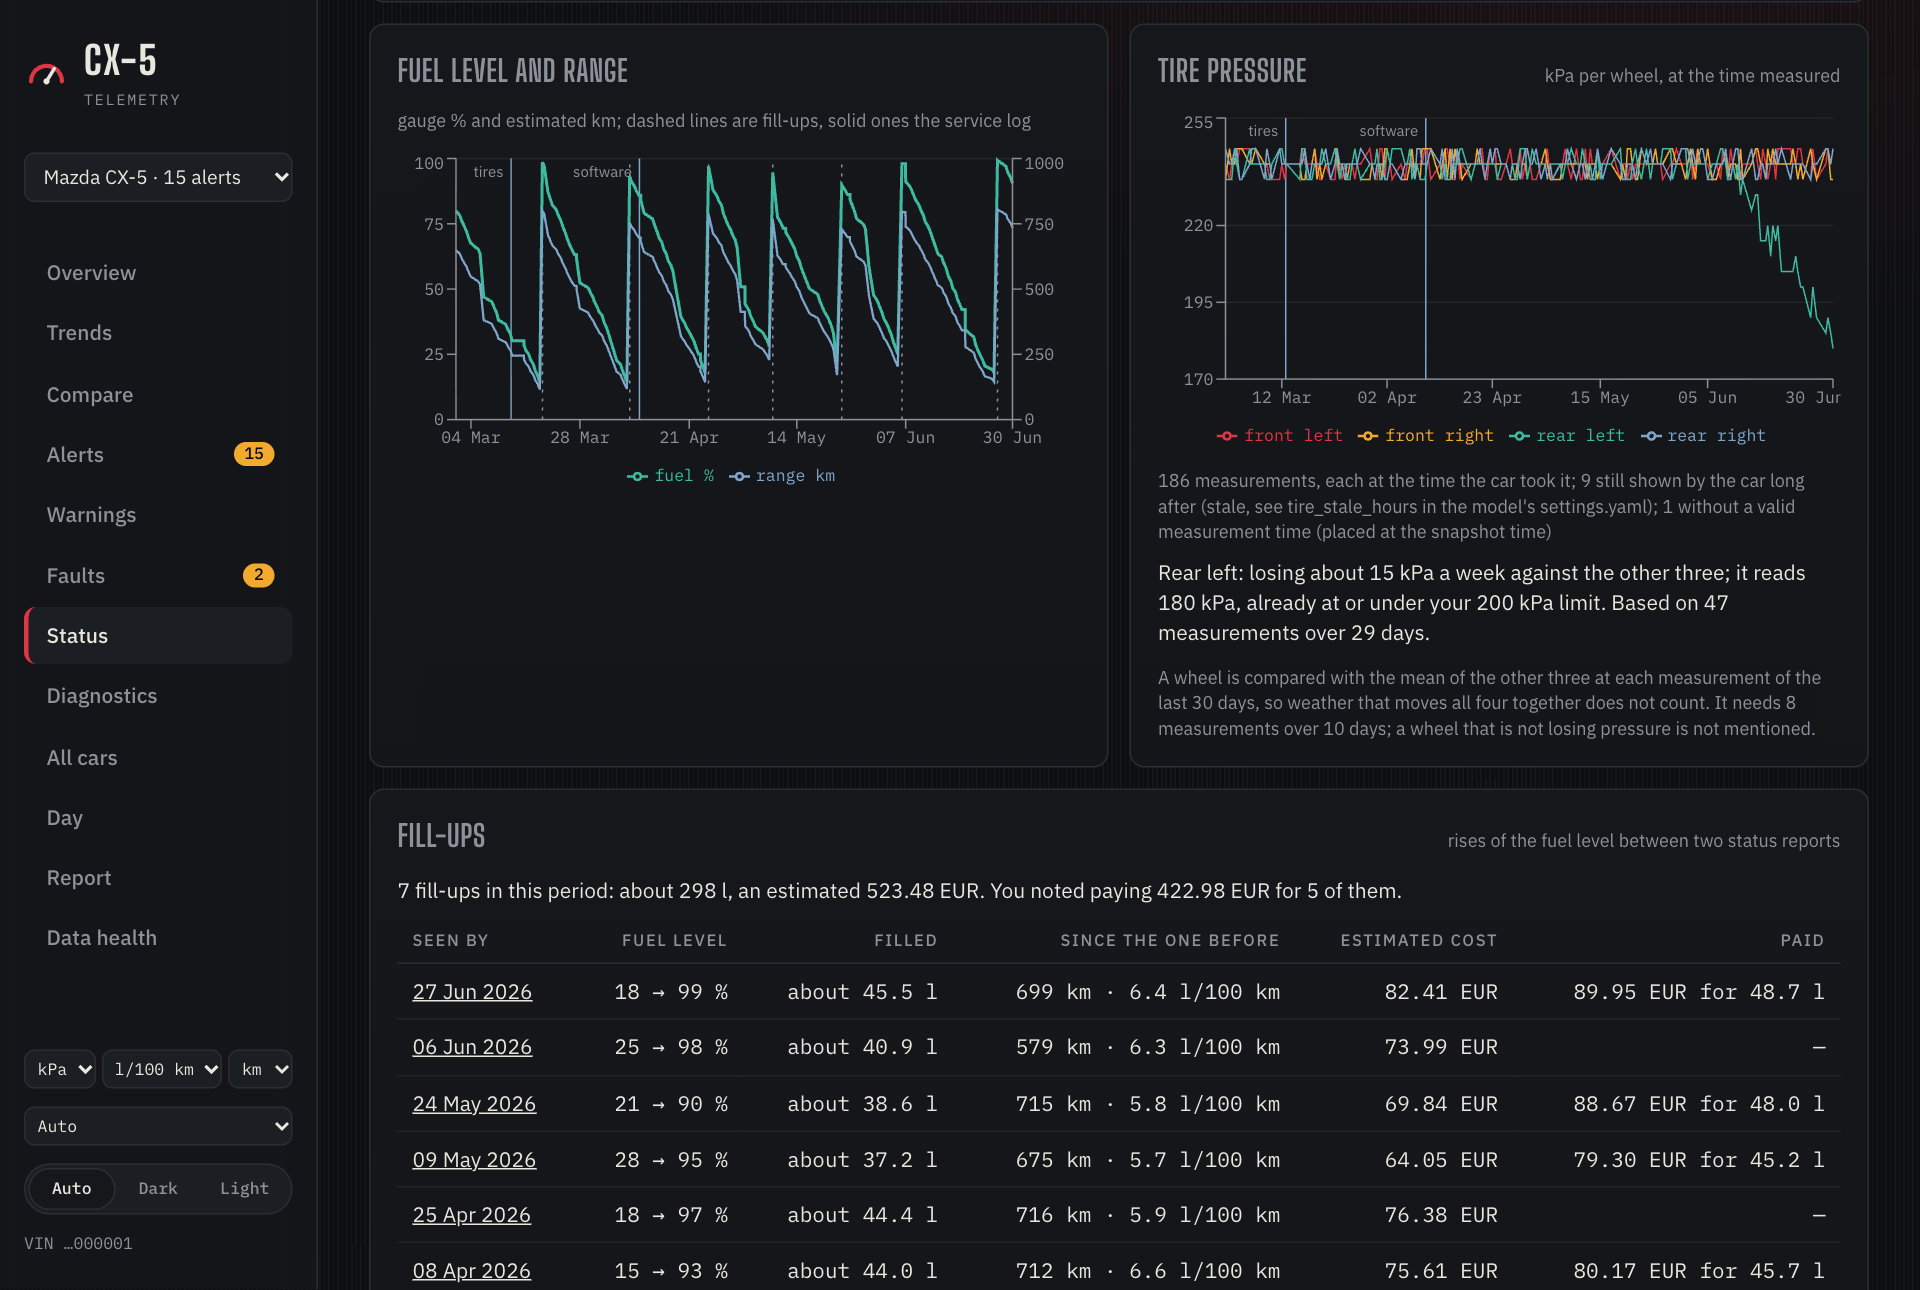 CX-5
TELEMETRY
Mazda CX-5 · 15 alerts
Overview
Trends
Compare
Alerts 15
Warnings
Faults 2
Status
Diagnostics
All cars
Day
Report
Data health
kPa l/100 km km
Auto
Auto Dark Light
VIN …000001
FUEL LEVEL AND RANGE
gauge % and estimated km; dashed lines are fill-ups, solid ones the service log
100 tires software 1000
75 750
50 500
25 250
0 0
04 Mar 28 Mar 21 Apr 14 May 07 Jun 30 Jun
fuel % range km
TIRE PRESSURE kPa per wheel, at the time measured
255 tires software
220
195
170
12 Mar 02 Apr 23 Apr 15 May 05 Jun 30 Jun
front left front right rear left rear right
186 measurements, each at the time the car took it; 9 still shown by the car long
after (stale, see tire_stale_hours in the model's settings.yaml); 1 without a valid
measurement time (placed at the snapshot time)
Rear left: losing about 15 kPa a week against the other three; it reads
180 kPa, already at or under your 200 kPa limit. Based on 47
measurements over 29 days.
A wheel is compared with the mean of the other three at each measurement of the
last 30 days, so weather that moves all four together does not count. It needs 8
measurements over 10 days; a wheel that is not losing pressure is not mentioned.
FILL-UPS rises of the fuel level between two status reports
7 fill-ups in this period: about 298 l, an estimated 523.48 EUR. You noted paying 422.98 EUR for 5 of them.
SEEN BY FUEL LEVEL FILLED SINCE THE ONE BEFORE ESTIMATED COST PAID
27 Jun 2026 18 → 99 % about 45.5 l 699 km · 6.4 l/100 km 82.41 EUR 89.95 EUR for 48.7 l
06 Jun 2026 25 → 98 % about 40.9 l 579 km · 6.3 l/100 km 73.99 EUR —
24 May 2026 21 → 90 % about 38.6 l 715 km · 5.8 l/100 km 69.84 EUR 88.67 EUR for 48.0 l
09 May 2026 28 → 95 % about 37.2 l 675 km · 5.7 l/100 km 64.05 EUR 79.30 EUR for 45.2 l
25 Apr 2026 18 → 97 % about 44.4 l 716 km · 5.9 l/100 km 76.38 EUR —
08 Apr 2026 15 → 93 % about 44.0 l 712 km · 6.6 l/100 km 75.61 EUR 80.17 EUR for 45.7 l